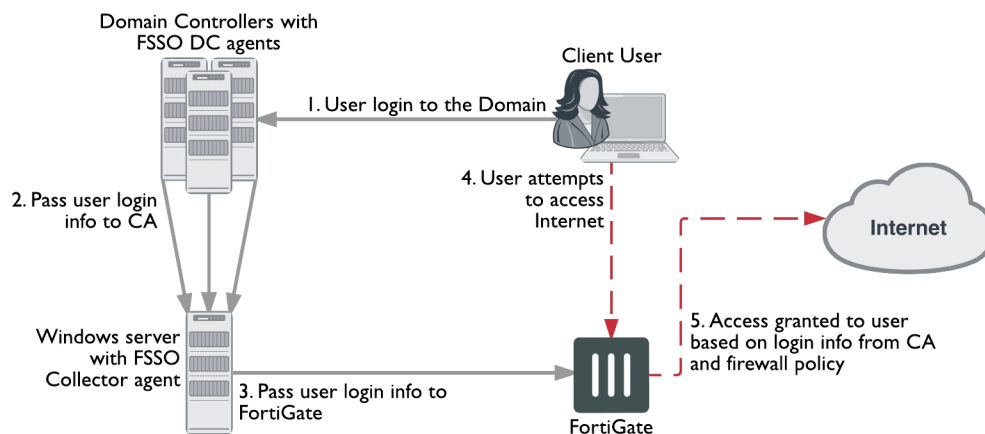 Domain Controllers with
FSSO DC agents
Client User
1. User login to the Domain
2. Pass user login
info to CA
4. User attempts
to access
Internet
Internet
Windows server
with FSSO
Collector agent
3. Pass user login info to
FortiGate
5. Access granted to user
based on login info from CA
and firewall policy
FortiGate